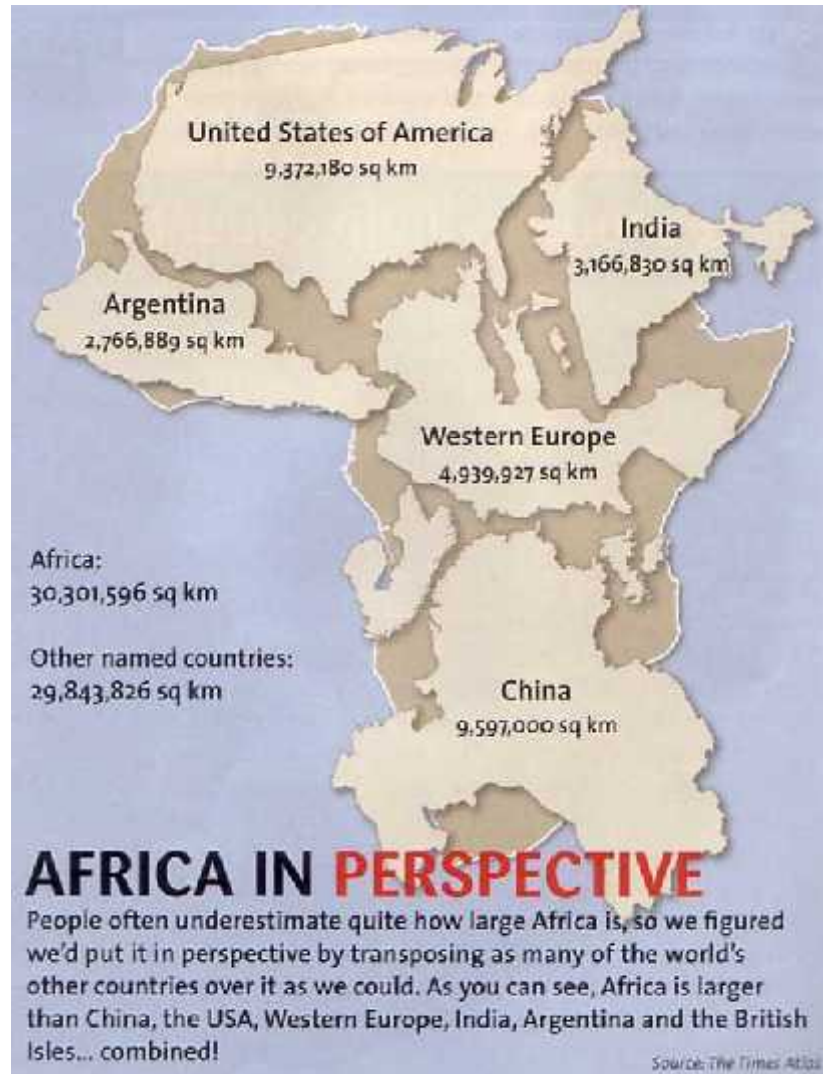 United States of America
9,372,180 sq km
India
3,166,830 sq km
Argentina
2,766,889 sq km
Western Europe
4,939,927 sq km
Africa:
30,301,596 sq km
Other named countries:
29,843,826 sq km
China
9,597,000 sq km
AFRICA IN PERSPECTIVE
People often underestimate quite how large Africa is, so we figured
we'd put it in perspective by transposing as many of the world's
other countries over it as we could. As you can see, Africa is larger
than China, the USA, Western Europe, India, Argentina and the British
Isles... combined!
Source: The Times Atlas